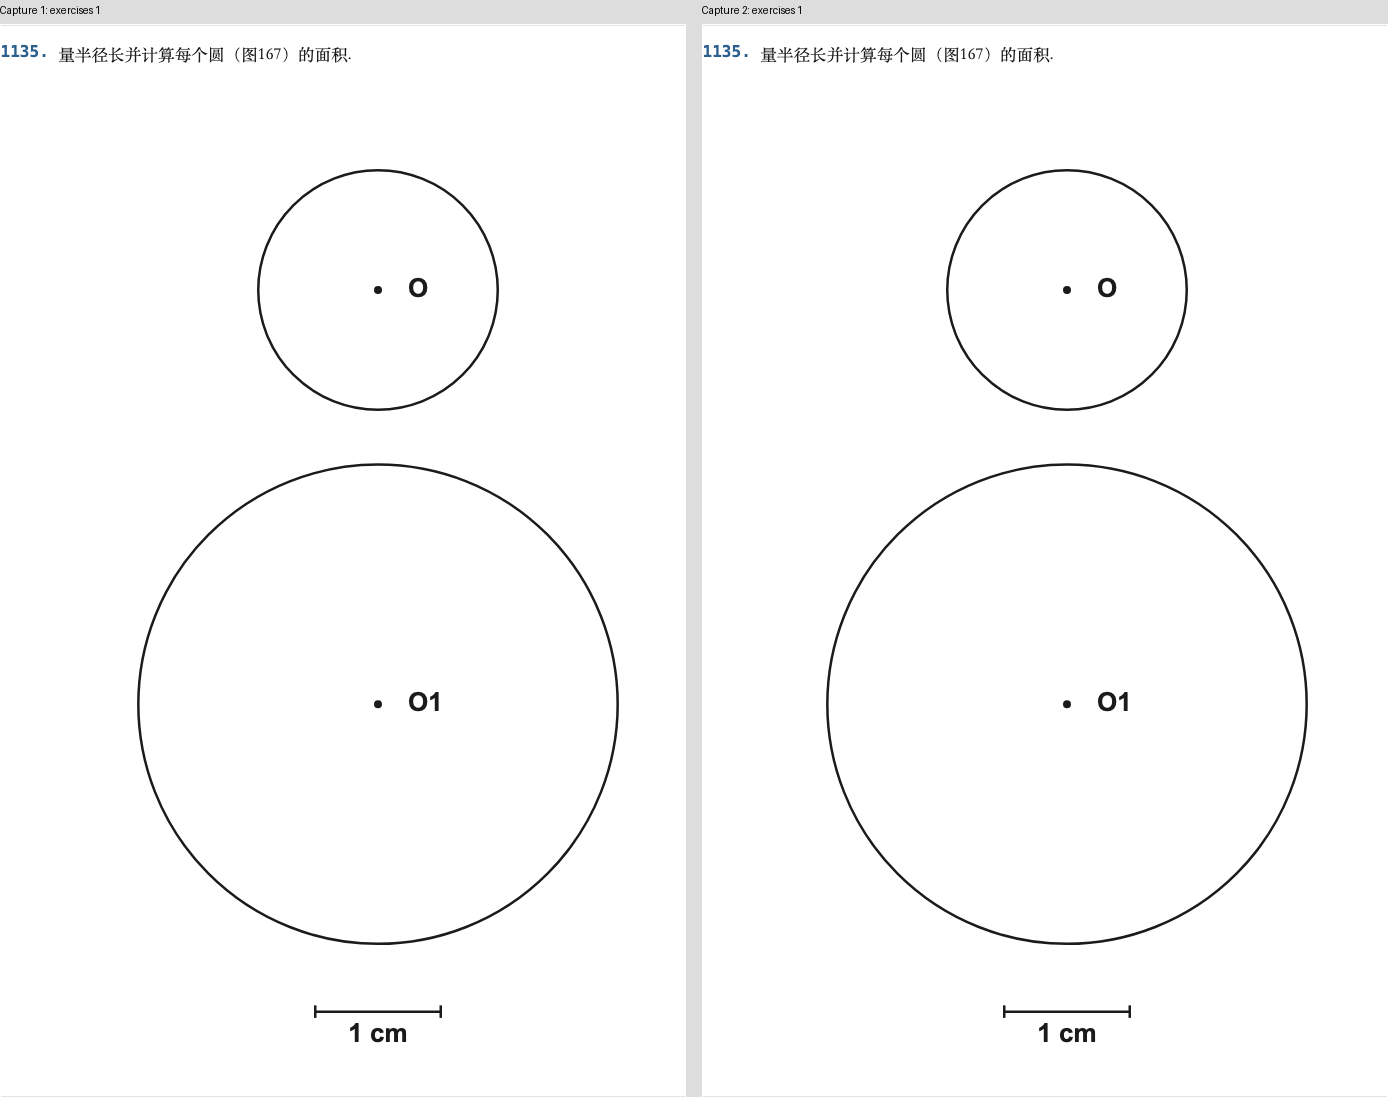 Capture 1: exercises 1
1135. 量半径长并计算每个圆（图167）的面积.
O
O1
1 cm
Capture 2: exercises 1
1135. 量半径长并计算每个圆（图167）的面积.
O
O1
1 cm